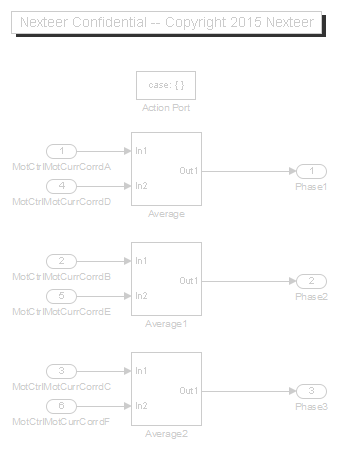 Nexteer Confidential -- Copyright 2015 Nexteer
case: { }
Action Port
1
MotCtrlMotCurrCorrdA
4
MotCtrlMotCurrCorrdD
In1
In2
Out1
Average
1
Phase1
2
MotCtrlMotCurrCorrdB
5
MotCtrlMotCurrCorrdE
In1
In2
Out1
Average1
2
Phase2
3
MotCtrlMotCurrCorrdC
6
MotCtrlMotCurrCorrdF
In1
In2
Out1
Average2
3
Phase3